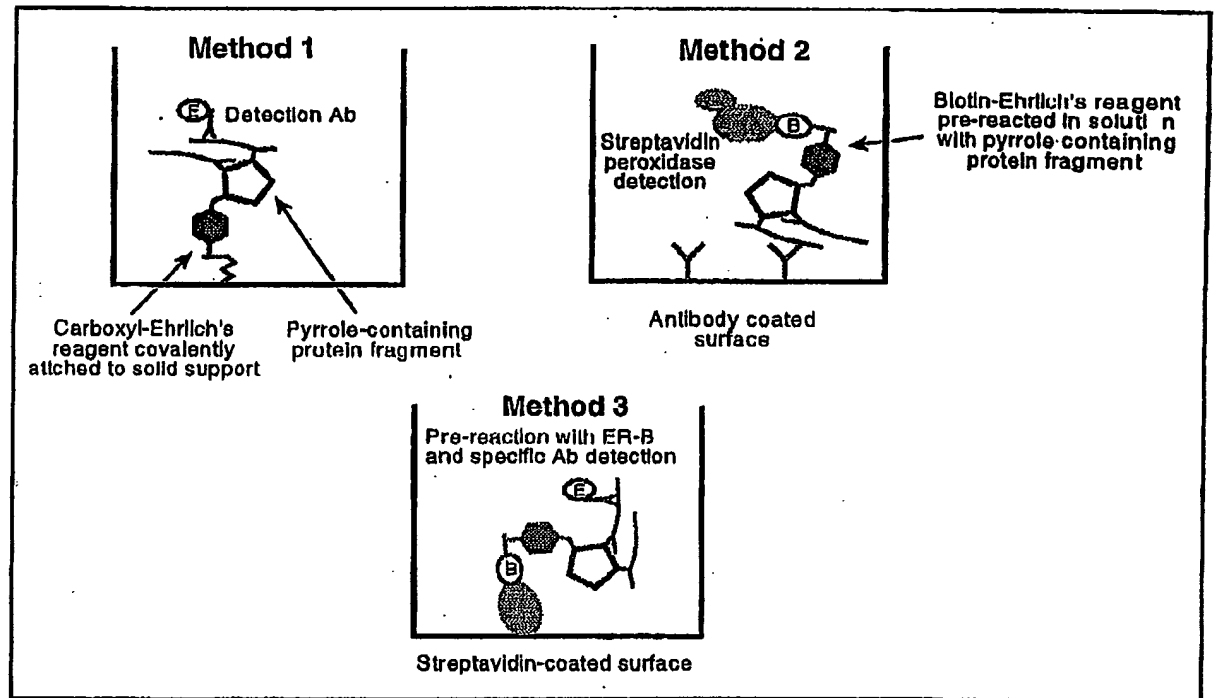 Method 1
E
Detection Ab
Carboxyl-Ehrlich's
reagent covalently
attched to solid support
Pyrrole-containing
protein fragment
Method 2
B
Streptavidin
peroxidase
detection
Biotin-Ehrlich's reagent
pre-reacted in soluti n
with pyrrole-containing
protein fragment
Antibody coated
surface
Method 3
Pre-reaction with ER-B
and specific Ab detection
E
B
Streptavidin-coated surface